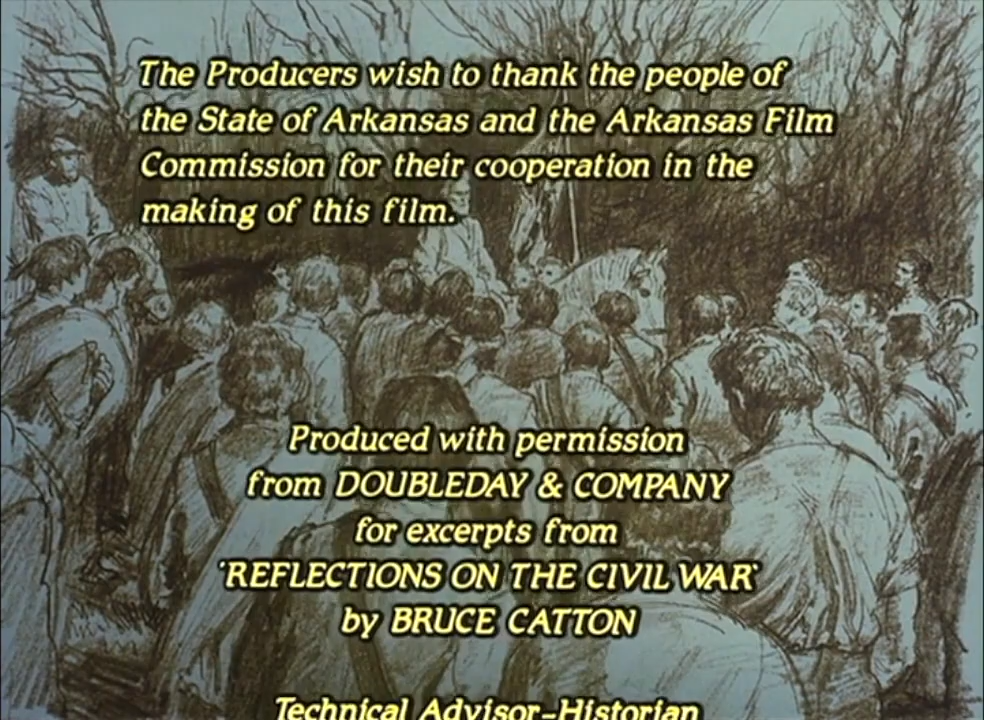 The Producers wish to thank the people of
the State of Arkansas and the Arkansas Film
Commission for their cooperation in the
making of this film.
Produced with permission
from DOUBLEDAY & COMPANY
for excerpts from
'REFLECTIONS ON THE CIVIL WAR'
by BRUCE CATTON
Technical Advisor-Historian